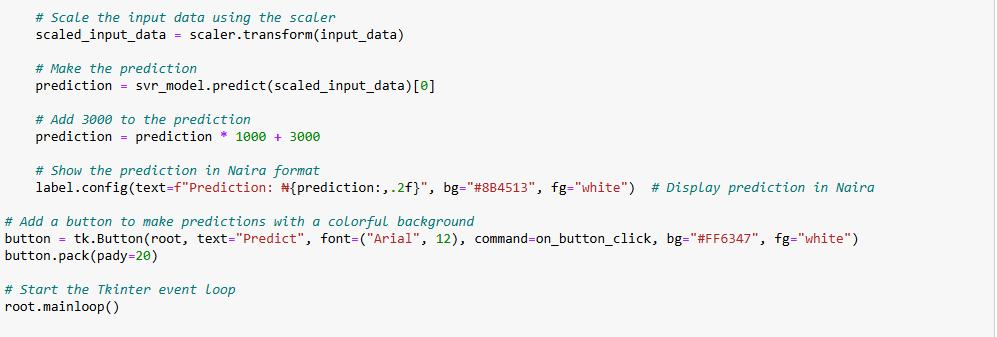 # Scale the input data using the scaler
scaled_input_data = scaler.transform(input_data)
# Make the prediction
prediction = svr_model.predict(scaled_input_data)[0]
# Add 3000 to the prediction
prediction = prediction * 1000 + 3000
# Show the prediction in Naira format
label.config(text=f"Prediction: ₦{prediction:,.2f}", bg="#8B4513", fg="white")  # Display prediction in Naira
# Add a button to make predictions with a colorful background
button = tk.Button(root, text="Predict", font=("Arial", 12), command=on_button_click, bg="#FF6347", fg="white")
button.pack(pady=20)
# Start the Tkinter event loop
root.mainloop()